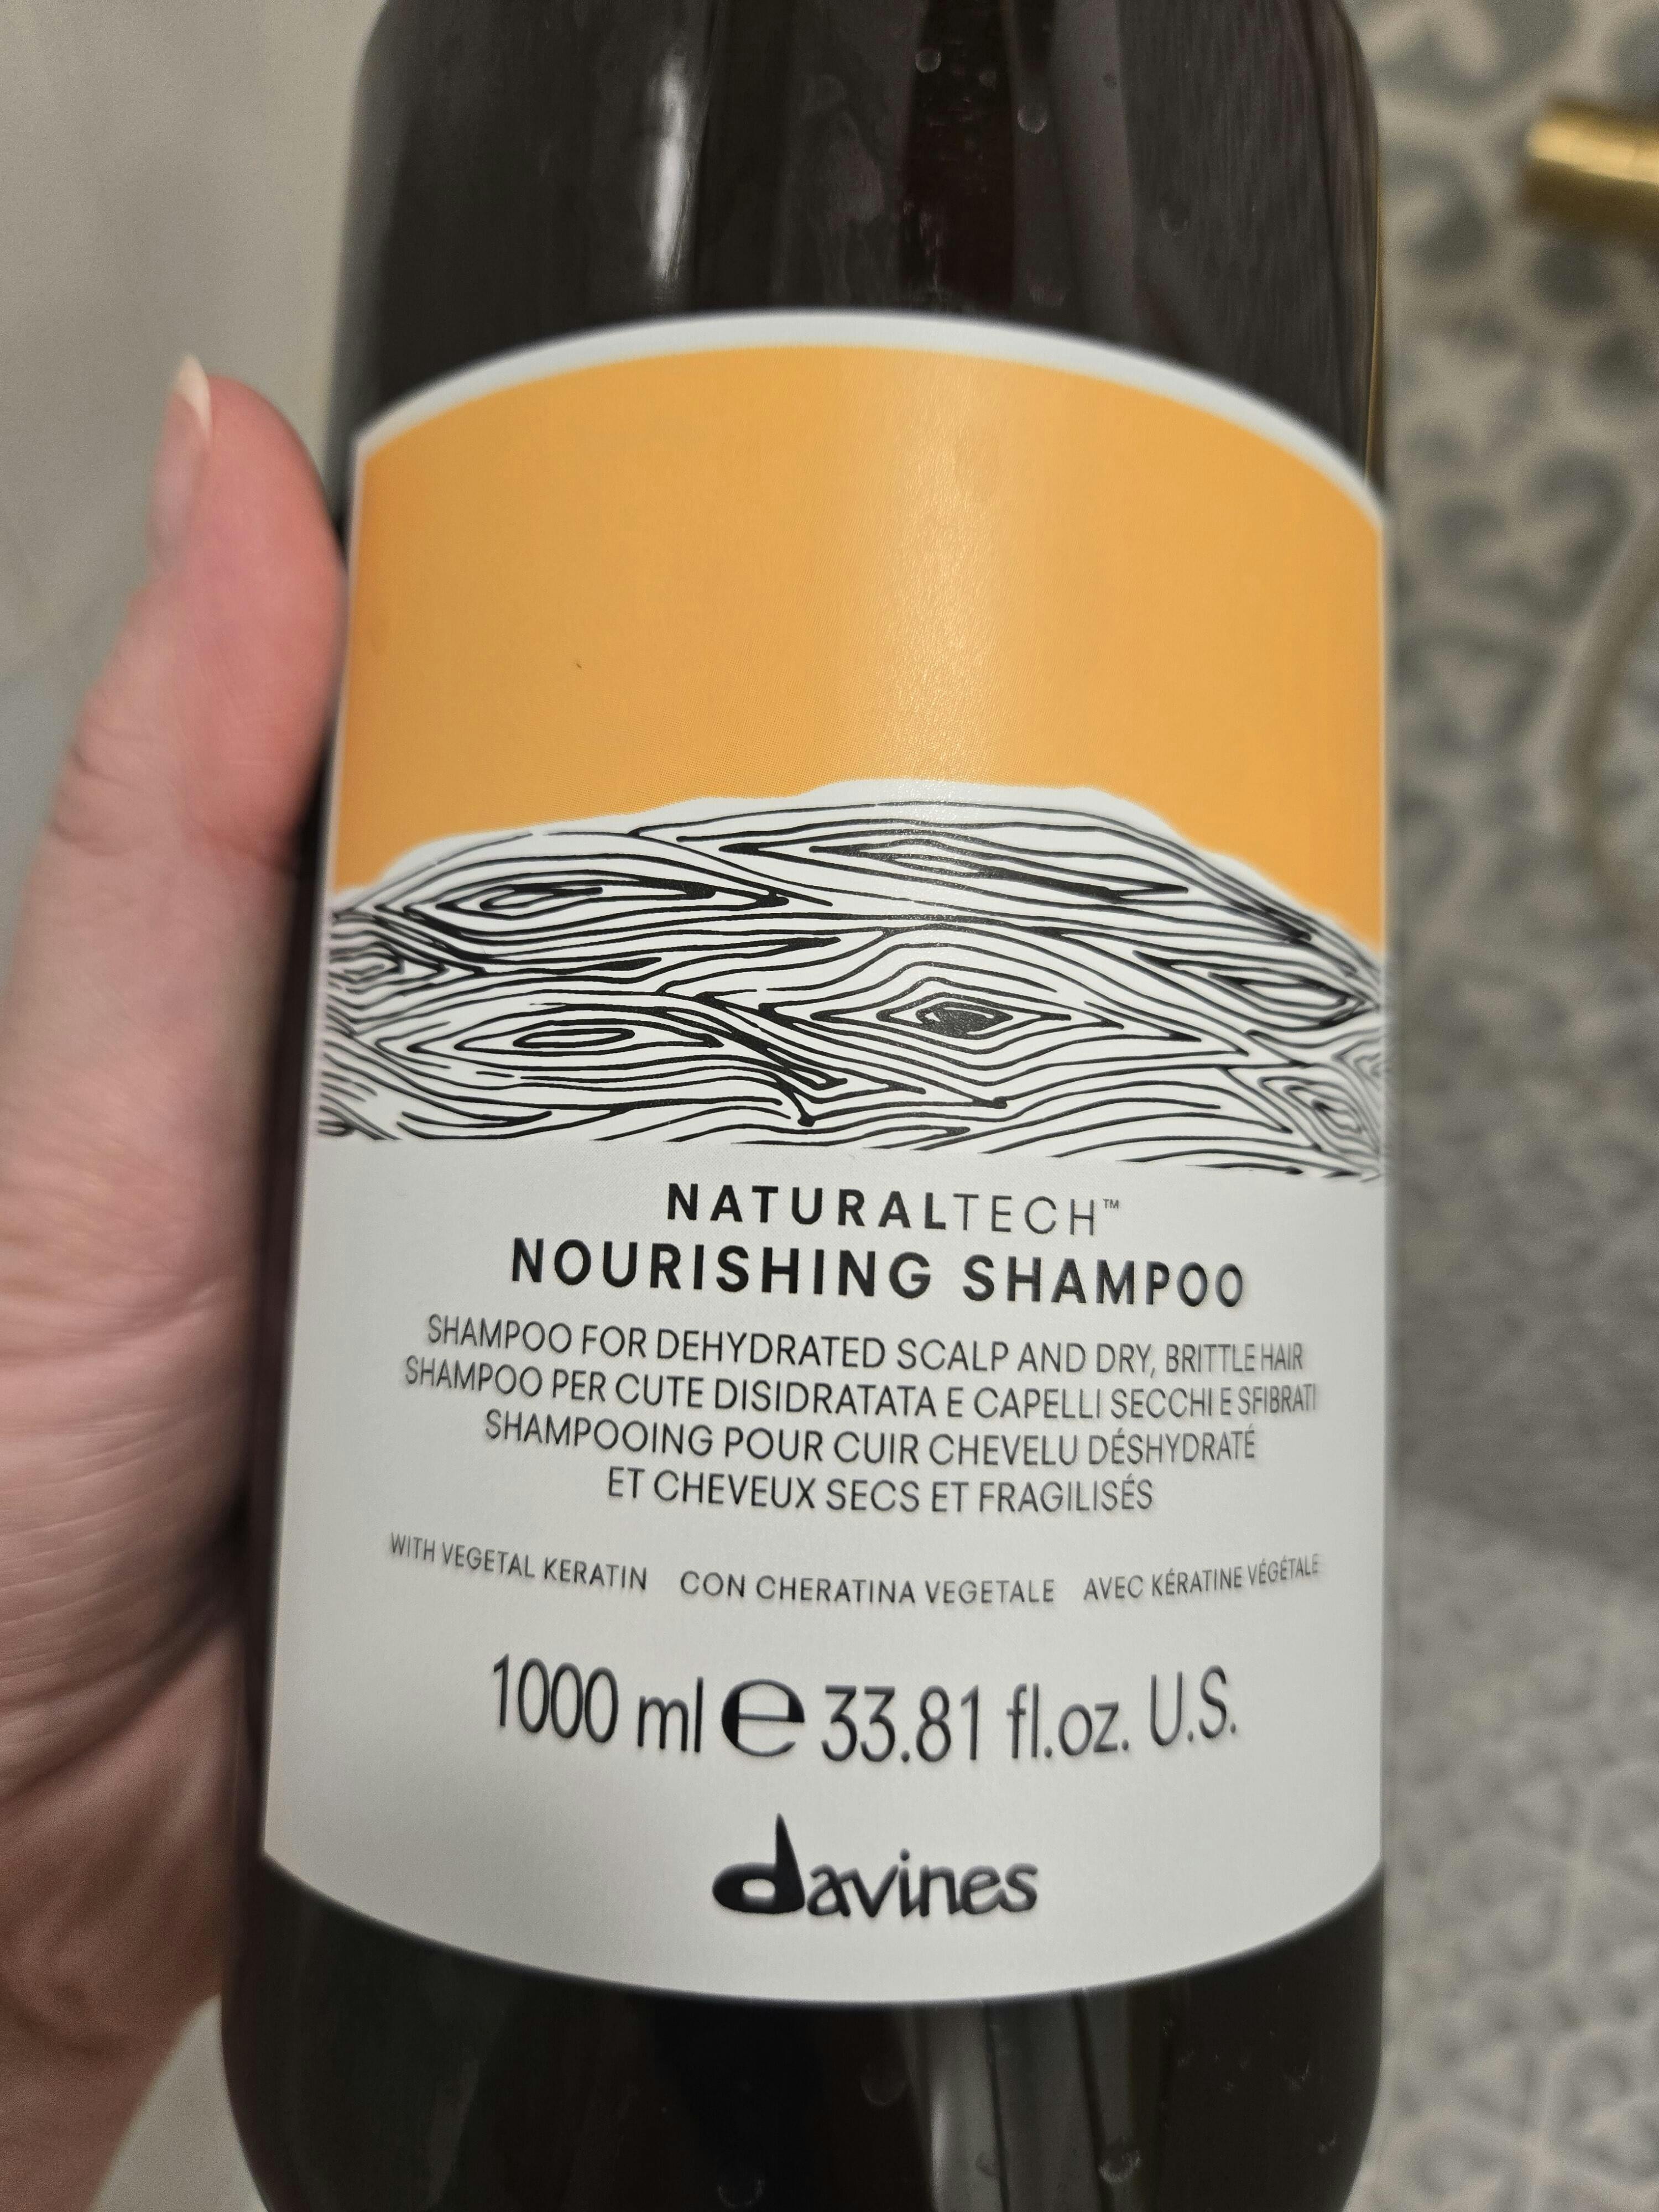 NATURALTECH™
NOURISHING SHAMPOO
SHAMPOO FOR DEHYDRATED SCALP AND DRY, BRITTLE HAIR
SHAMPOO PER CUTE DISIDRATATA E CAPELLI SECCHI E SFIBRATI
SHAMPOOING POUR CUIR CHEVELU DÉSHYDRATÉ
ET CHEVEUX SECS ET FRAGILISÉS
WITH VEGETAL KERATIN CON CHERATINA VEGETALE AVEC KÉRATINE VÉGÉTALE
1000 ml ℮ 33.81 fl.oz. U.S.
davines